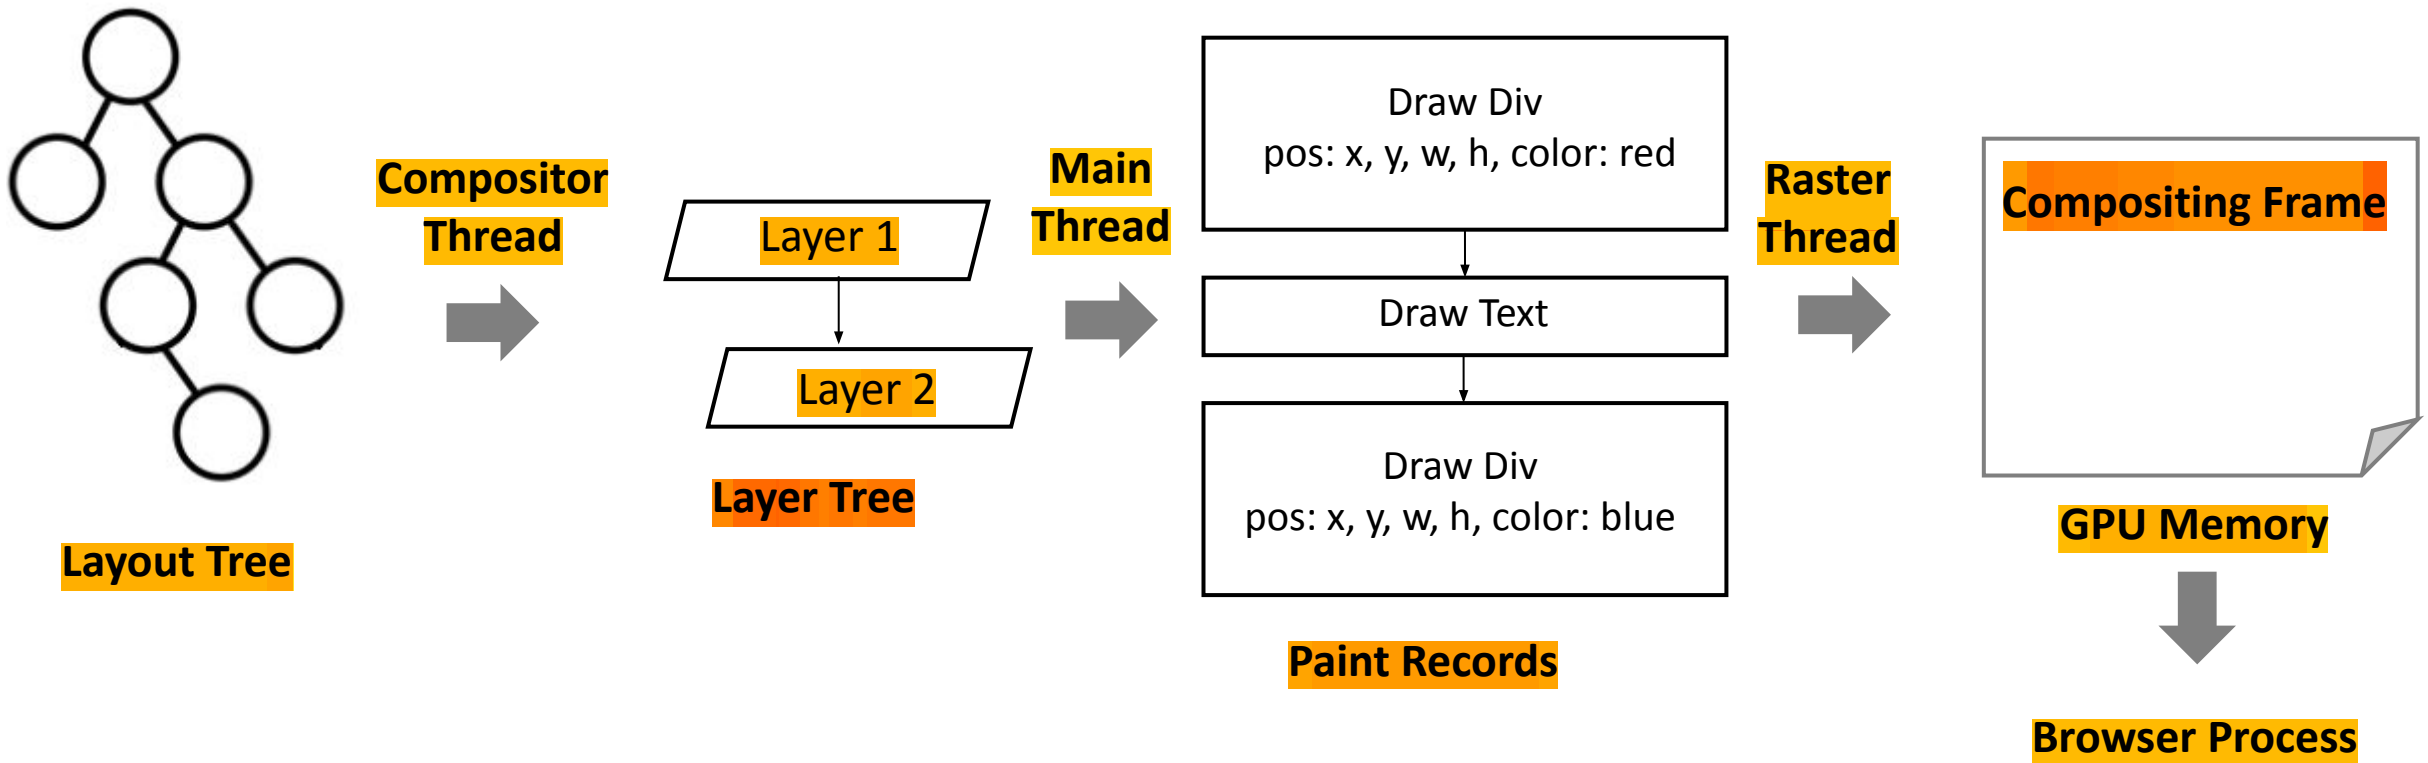 Layout Tree
Compositor
Thread
Layer 1
Layer 2
Layer Tree
Main
Thread
Draw Div
pos: x, y, w, h, color: red
Draw Text
Draw Div
pos: x, y, w, h, color: blue
Paint Records
Raster
Thread
Compositing Frame
GPU Memory
Browser Process